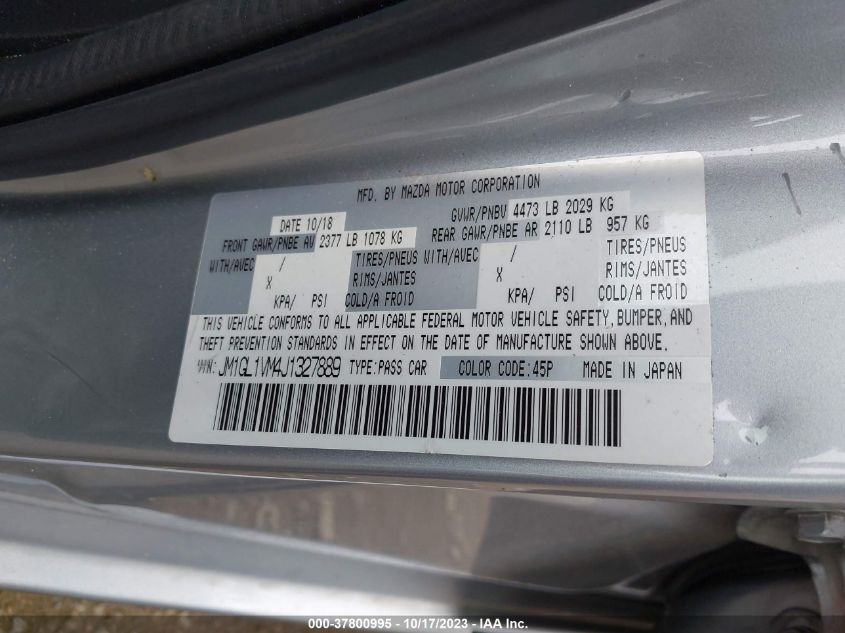 MFD. BY MAZDA MOTOR CORPORATION
DATE 10/18 GVWR/PNBV 4473 LB 2029 KG
FRONT GAWR/PNBE AV 2377 LB 1078 KG REAR GAWR/PNBE AR 2110 LB 957 KG
WITH/AVEC / TIRES/PNEUS WITH/AVEC / TIRES/PNEUS
X RIMS/JANTES X RIMS/JANTES
KPA/ PSI COLD/A FROID KPA/ PSI COLD/A FROID
THIS VEHICLE CONFORMS TO ALL APPLICABLE FEDERAL MOTOR VEHICLE SAFETY, BUMPER, AND
THEFT PREVENTION STANDARDS IN EFFECT ON THE DATE OF MANUFACTURE SHOWN ABOVE.
VIN: JM1GL1VM4J1327889 TYPE:PASS CAR COLOR CODE:45P MADE IN JAPAN
000-37800995 - 10/17/2023 - IAA Inc.